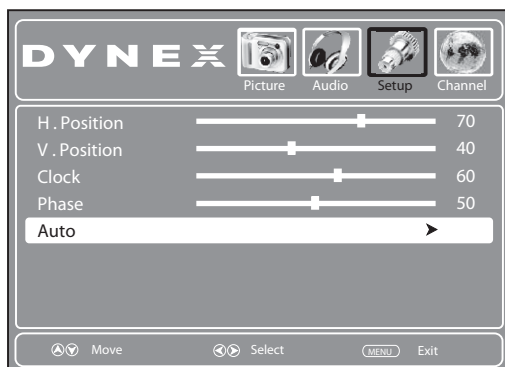 DYNEX
Picture Audio Setup Channel
H . Position 70
V . Position 40
Clock 60
Phase 50
Auto
Move Select MENU Exit